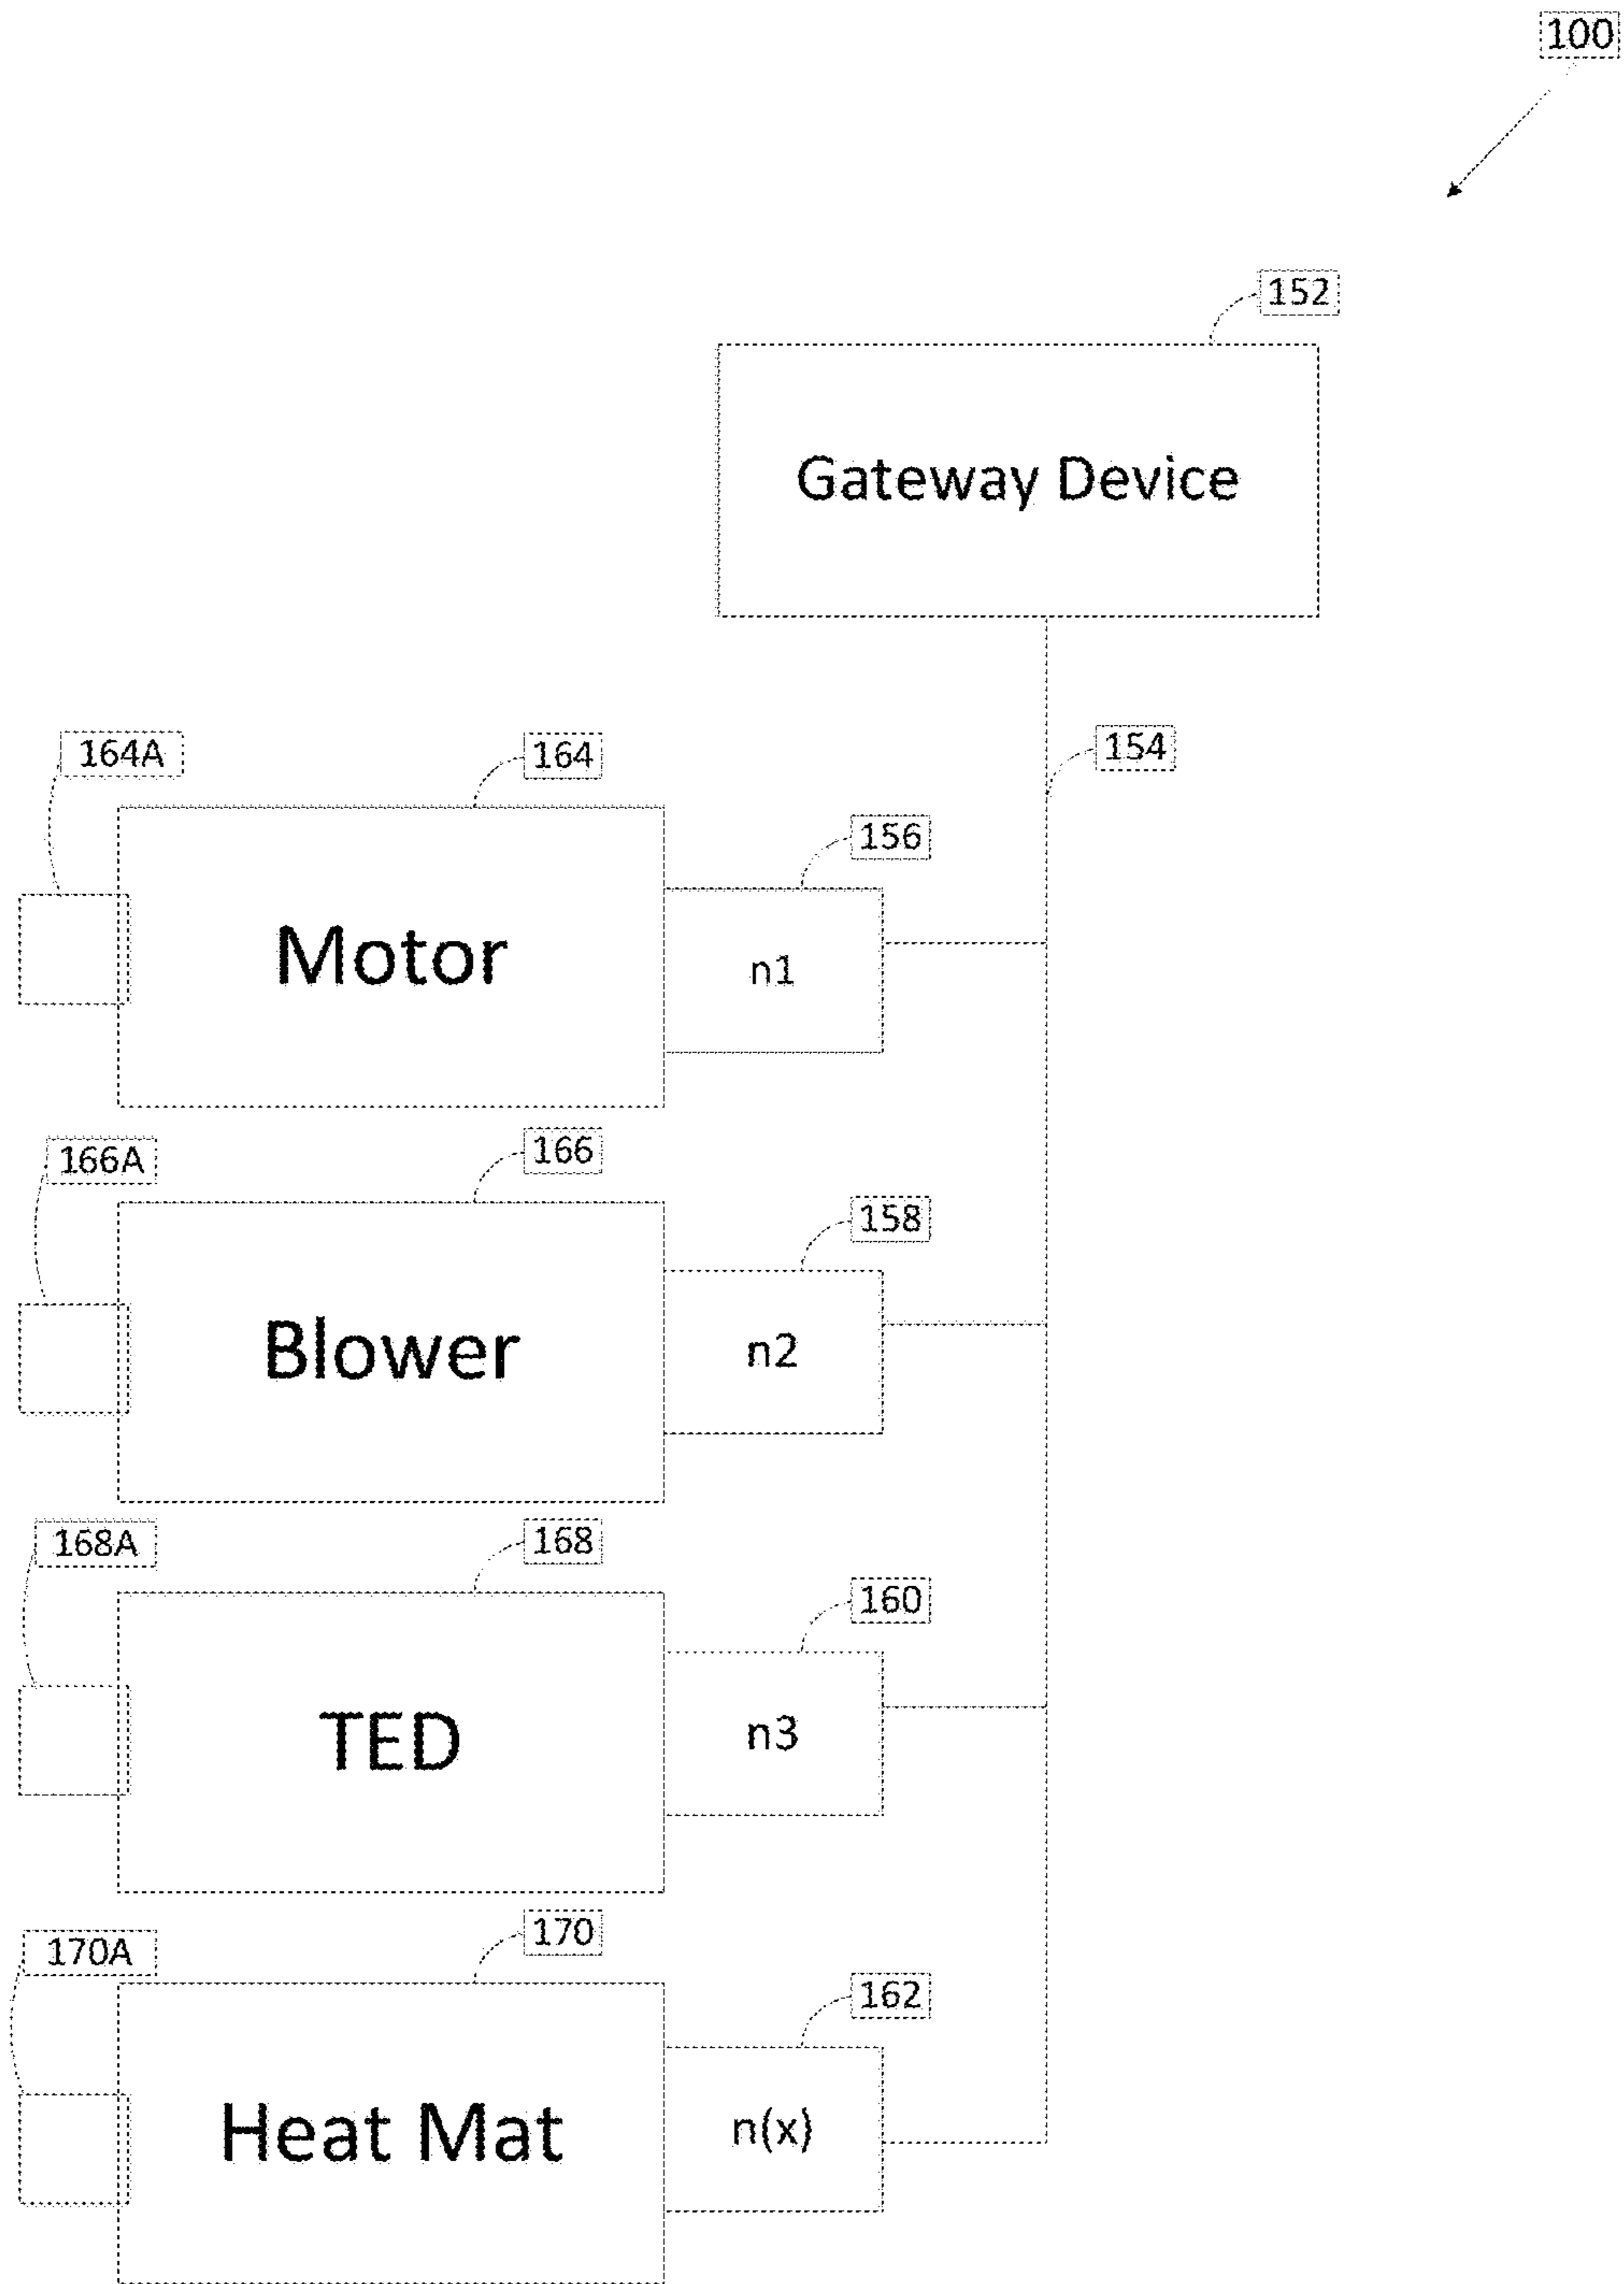 100
152
Gateway Device
154
164A
164
156
Motor
n1
166A
166
158
Blower
n2
168A
168
160
TED
n3
170A
170
162
Heat Mat
n(x)